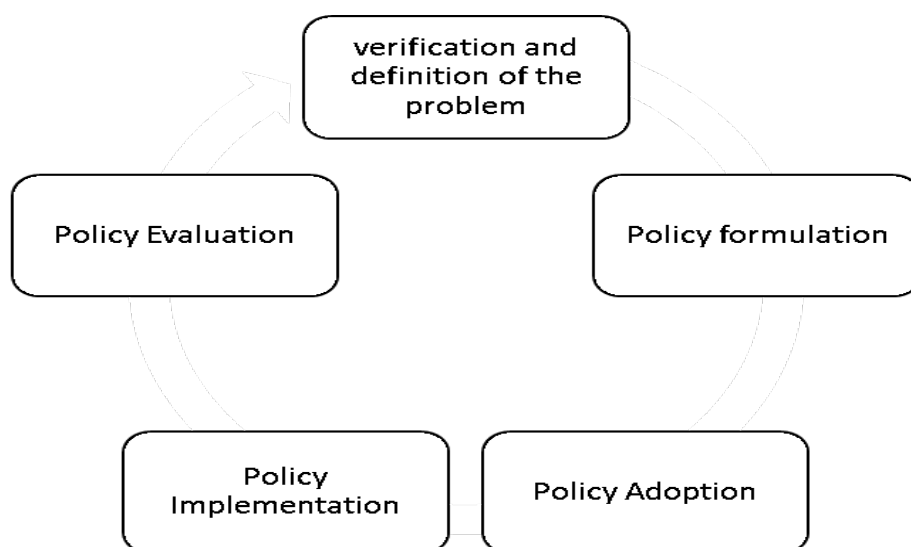 verification and
definition of the
problem
Policy Evaluation
Policy formulation
Policy
Implementation
Policy Adoption